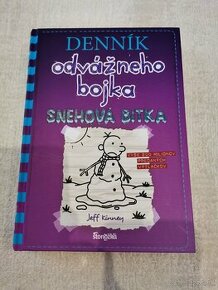 DENNÍK
odvážneho
bojka
SNEHOVÁ BITKA
Jeff Kinney